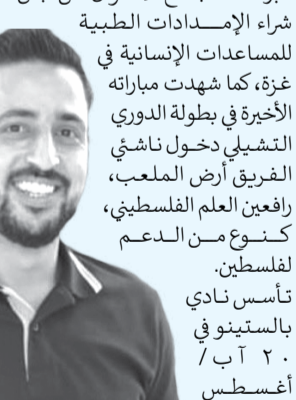 شراء الإمدادات الطبية
للمساعدات الإنسانية في
غزة، كما شهدت مباراته
الأخيرة في بطولة الدوري
التشيلي دخول ناشئي
الفريق أرض الملعب،
رافعين العلم الفلسطيني،
كنوع من الدعم
لفلسطين.
تأسس نادي
بالستينو في
٢٠ آب /
أغسطس